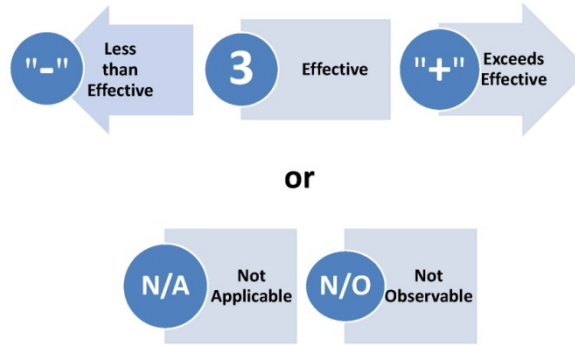 "-"
Less
than
Effective
3
Effective
"+"
Exceeds
Effective
or
N/A
Not
Applicable
N/O
Not
Observable